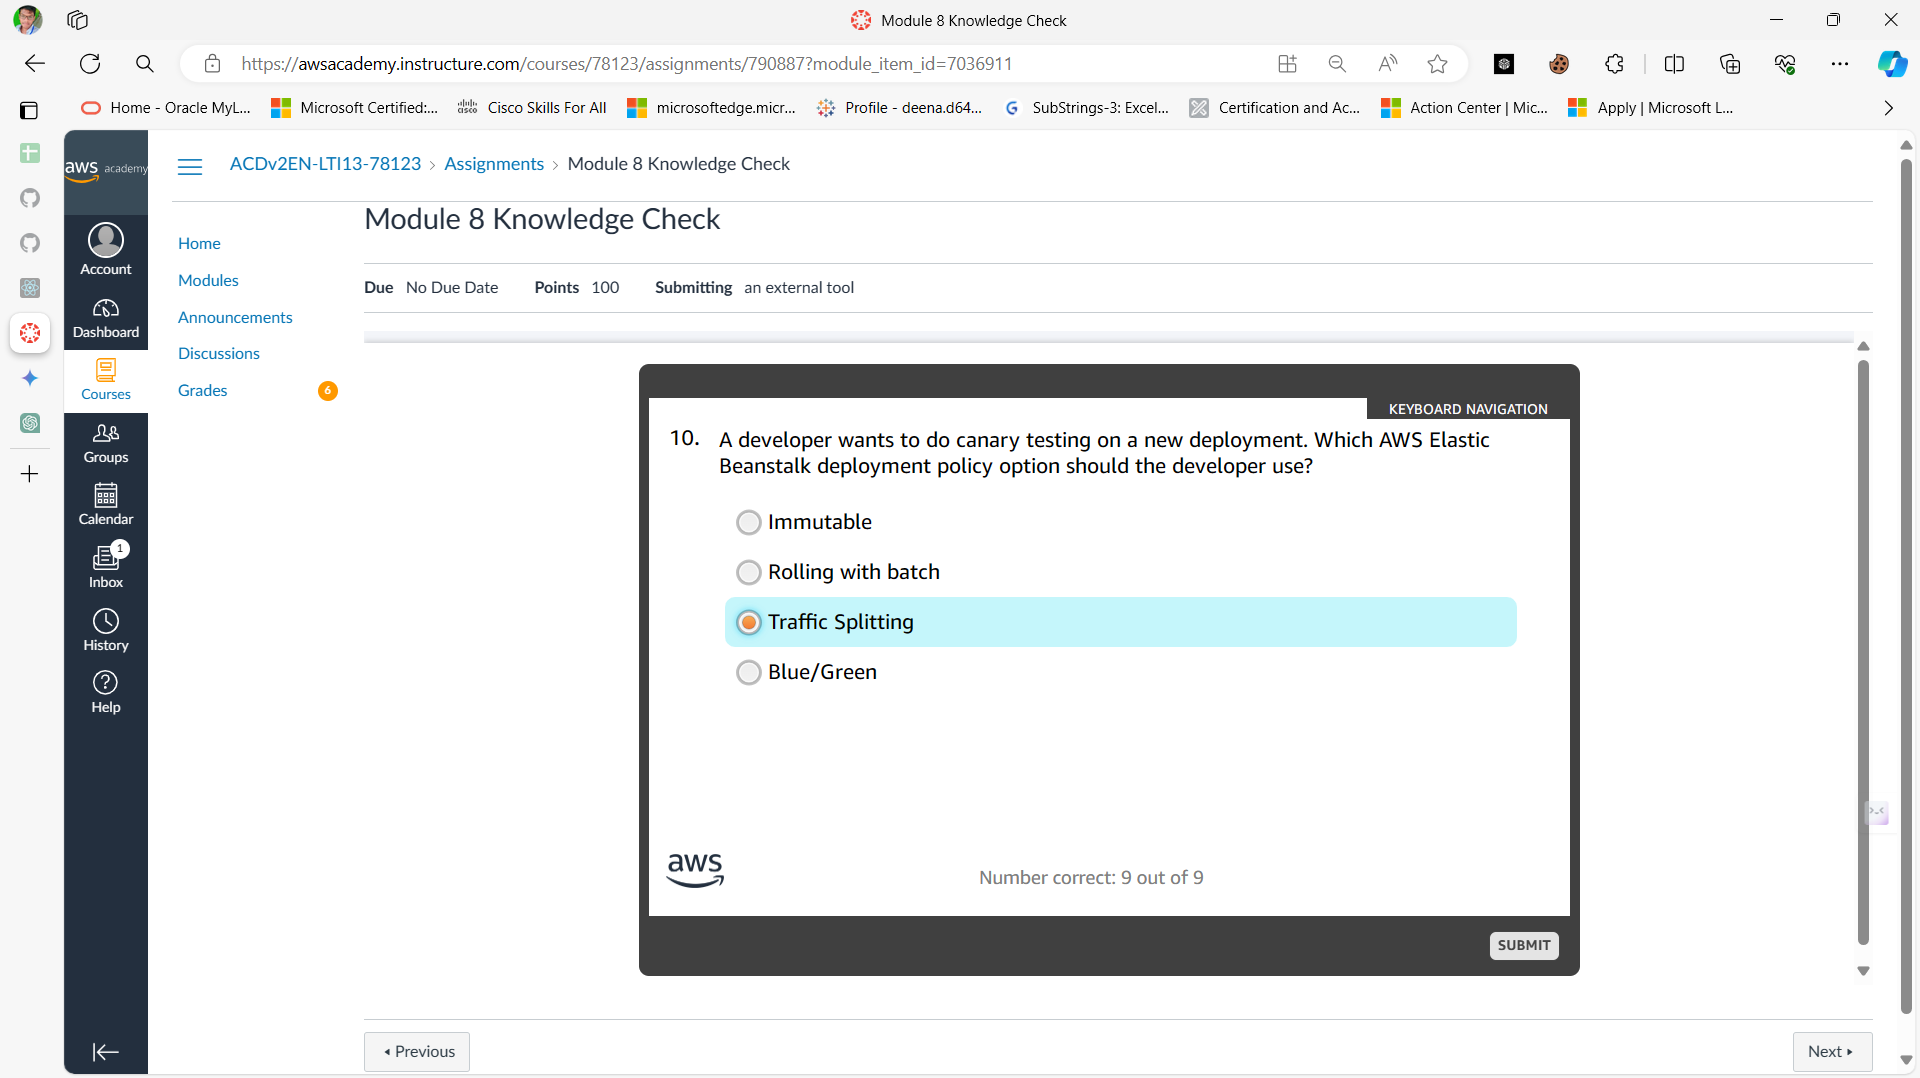 Module 8 Knowledge Check
https://awsacademy.instructure.com/courses/78123/assignments/790887?module_item_id=7036911
Home - Oracle MyL...
Microsoft Certified:...
Cisco Skills For All
microsoftedge.micr...
Profile - deena.d64...
SubStrings-3: Excel...
Certification and Ac...
Action Center | Mic...
Apply | Microsoft L...
aws academy
ACDv2EN-LTI13-78123 › Assignments › Module 8 Knowledge Check
Account
Dashboard
Courses
Groups
Calendar
1
Inbox
History
Help
Home
Modules
Announcements
Discussions
Grades 6
Module 8 Knowledge Check
Due No Due Date Points 100 Submitting an external tool
KEYBOARD NAVIGATION
10. A developer wants to do canary testing on a new deployment. Which AWS Elastic
Beanstalk deployment policy option should the developer use?
Immutable
Rolling with batch
Traffic Splitting
Blue/Green
aws
Number correct: 9 out of 9
SUBMIT
Previous
Next